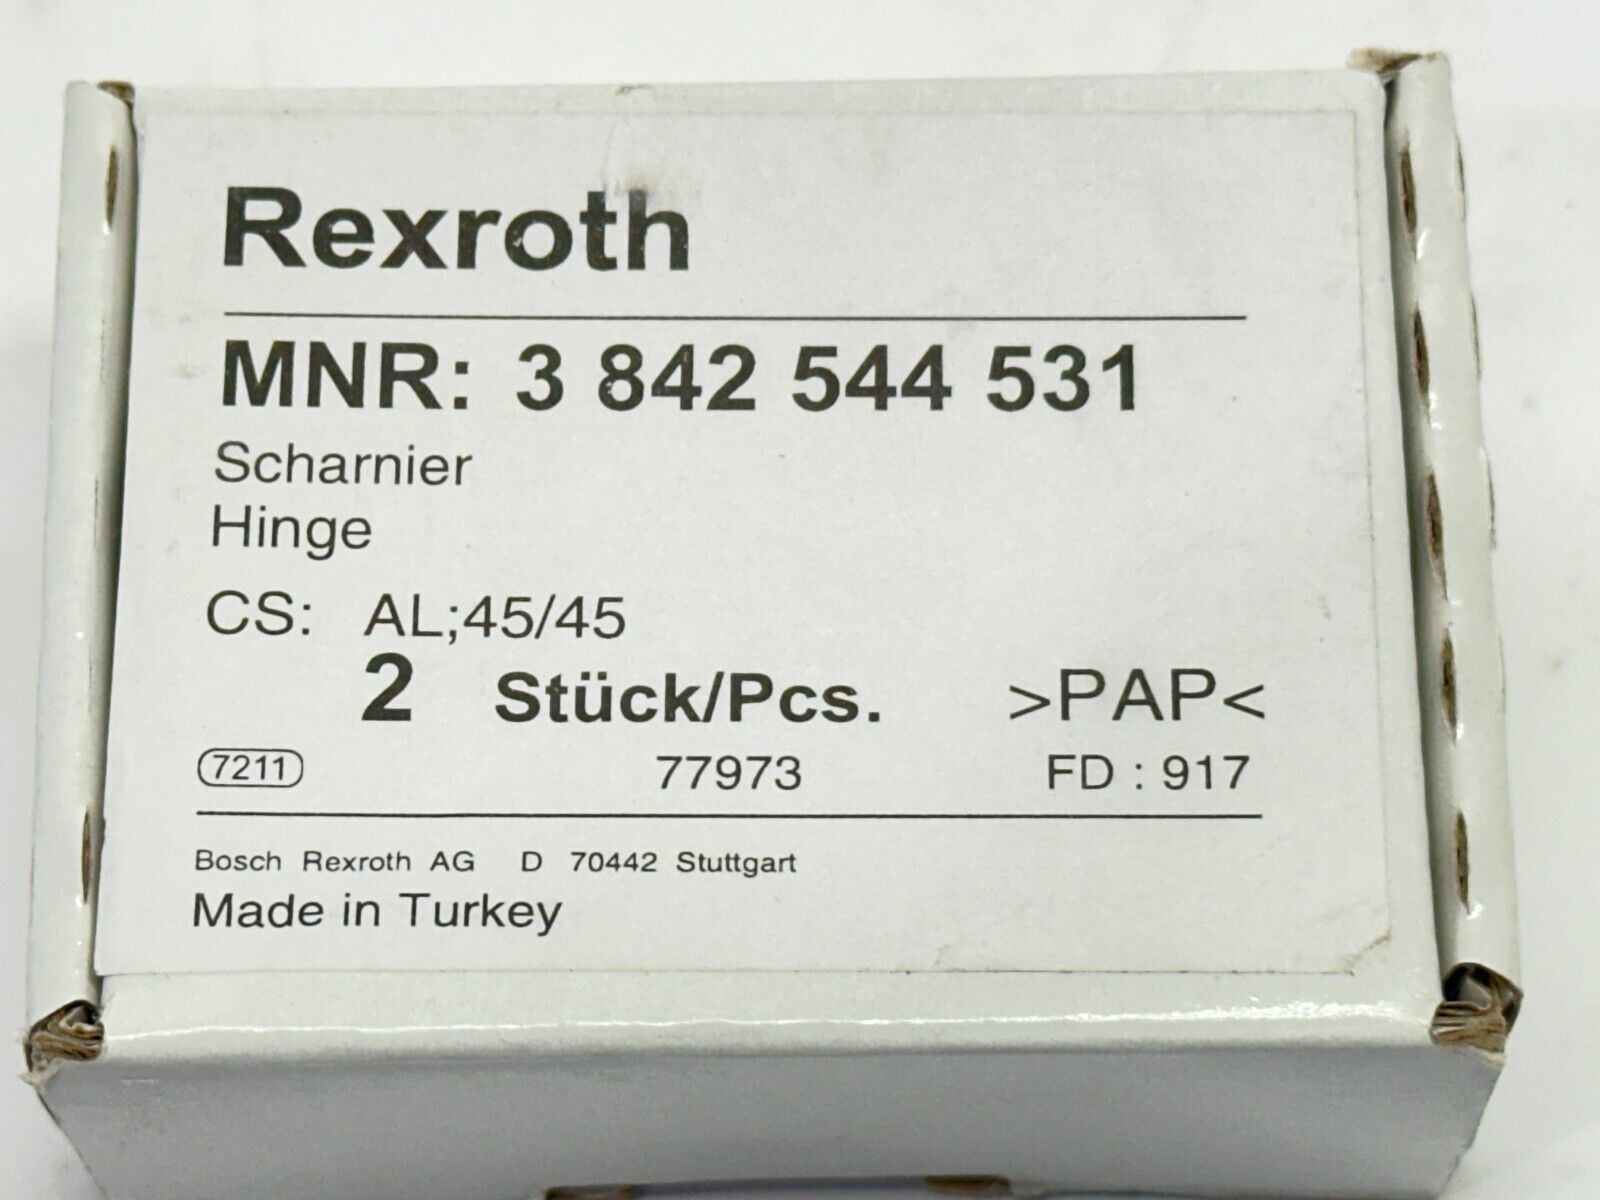 Rexroth
MNR: 3 842 544 531
Scharnier
Hinge
CS: AL;45/45
2 Stück/Pcs. >PAP<
7211 77973 FD : 917
Bosch Rexroth AG D 70442 Stuttgart
Made in Turkey